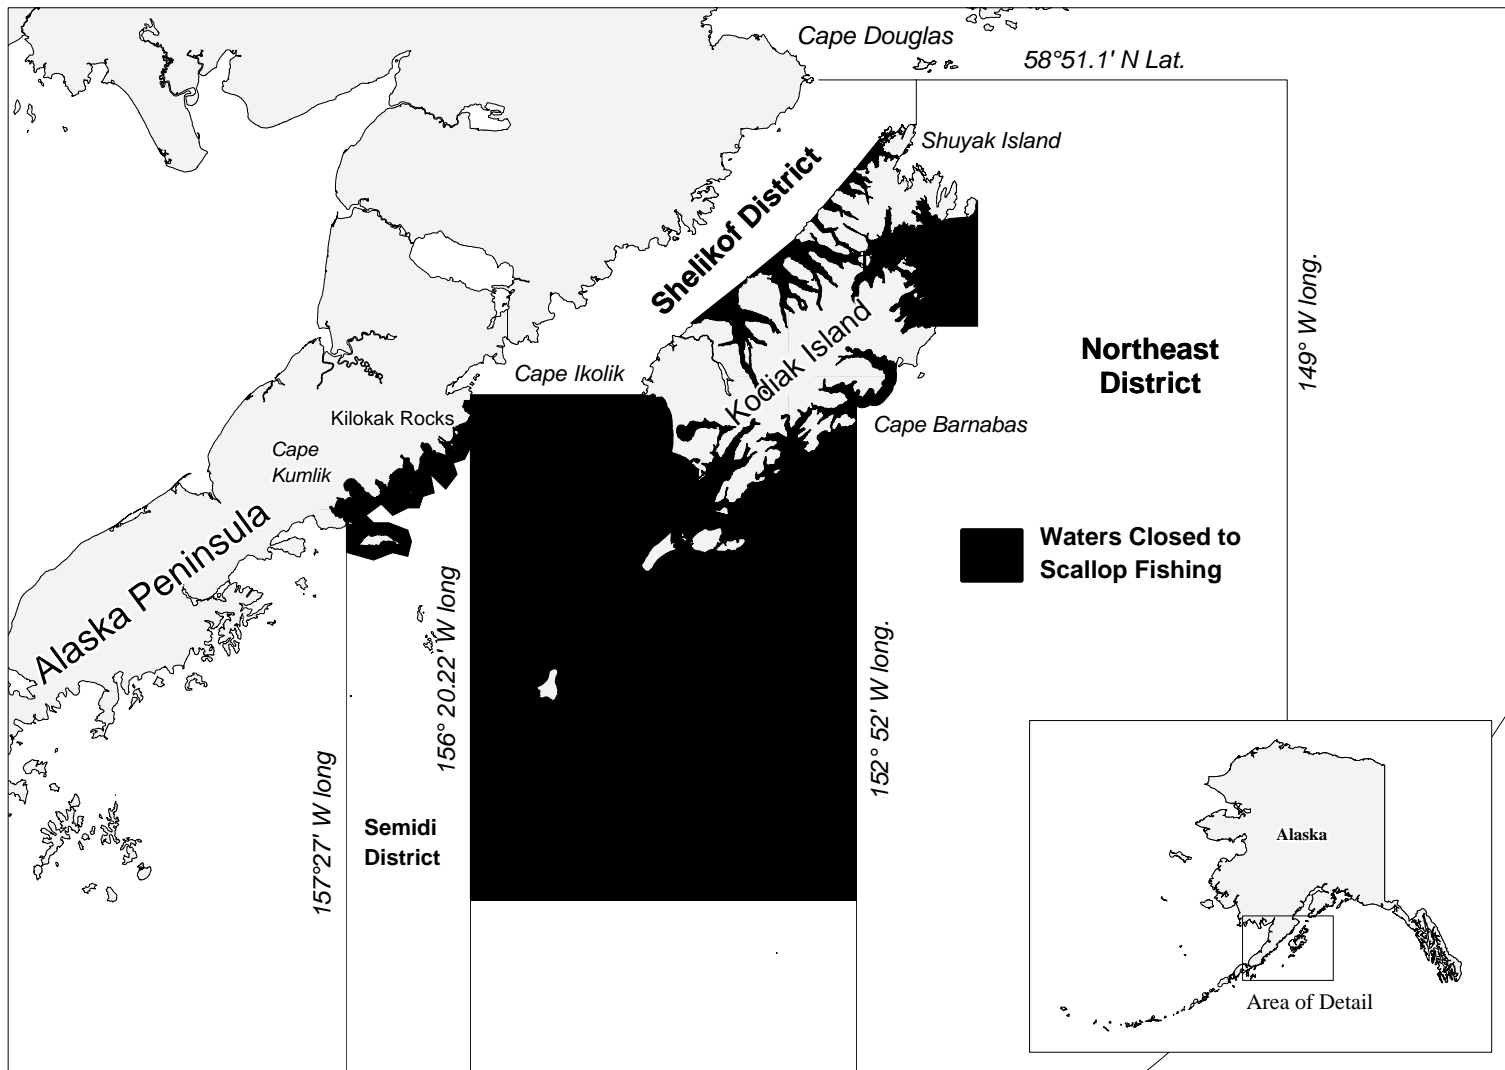 Cape Douglas
58°51.1' N Lat.
Shuyak Island
Shelikof District
149° W long.
Northeast
District
Kodiak Island
Cape Ikolik
Kilokak Rocks
Cape Barnabas
Cape
Kumlik
Alaska Peninsula
Waters Closed to
Scallop Fishing
156° 20.22' W long
152° 52' W long.
157°27' W long
Semidi
District
Alaska
Area of Detail